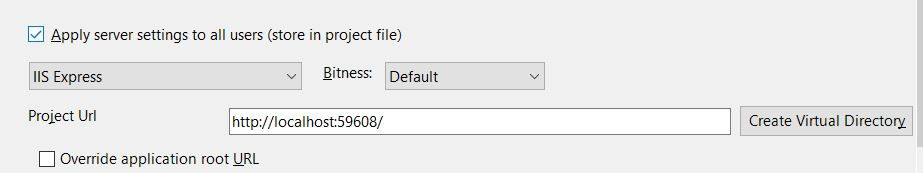 Apply server settings to all users (store in project file)
IIS Express Bitness: Default
Project Url http://localhost:59608/ Create Virtual Directory
Override application root URL